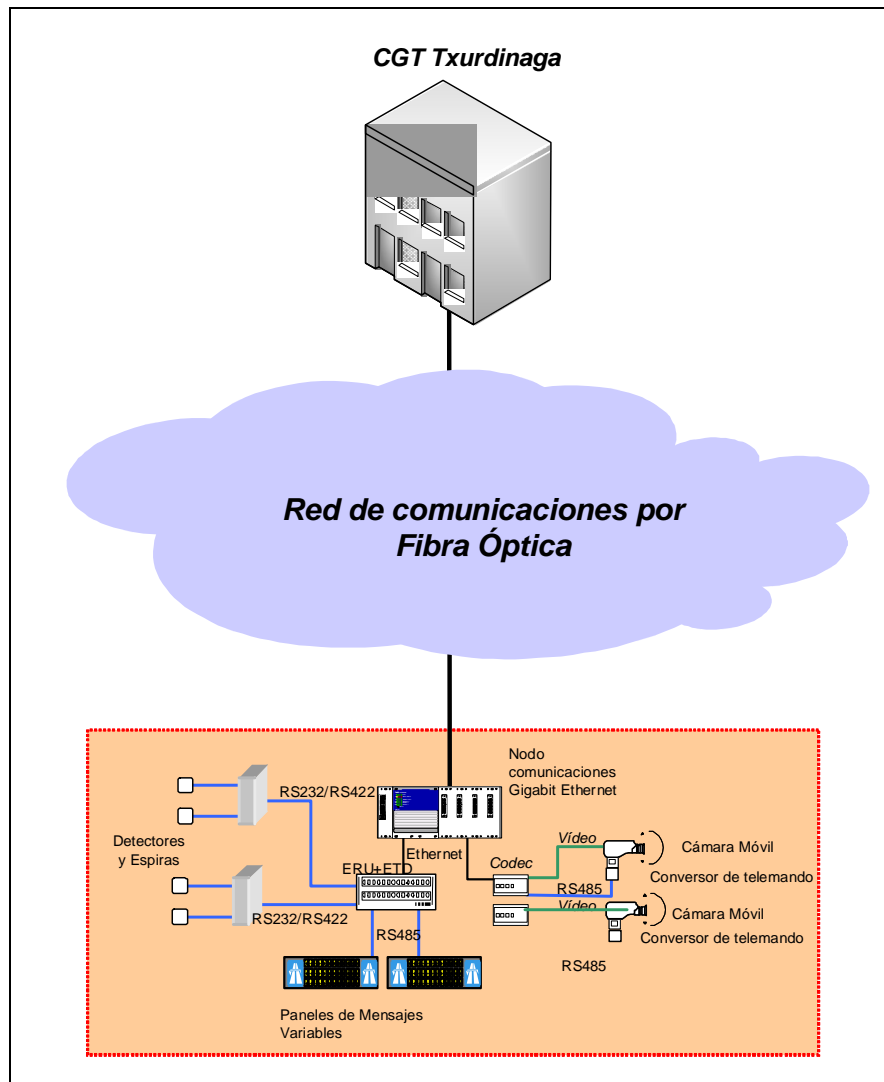 CGT Txurdinaga
Red de comunicaciones por
Fibra Óptica
Nodo
comunicaciones
Gigabit Ethernet
RS232/RS422
Detectores
y Espiras
Ethernet
ERU+ETD
RS232/RS422
RS485
Codec
Vídeo
Cámara Móvil
RS485
Conversor de telemando
Vídeo
Cámara Móvil
Conversor de telemando
RS485
Paneles de Mensajes
Variables